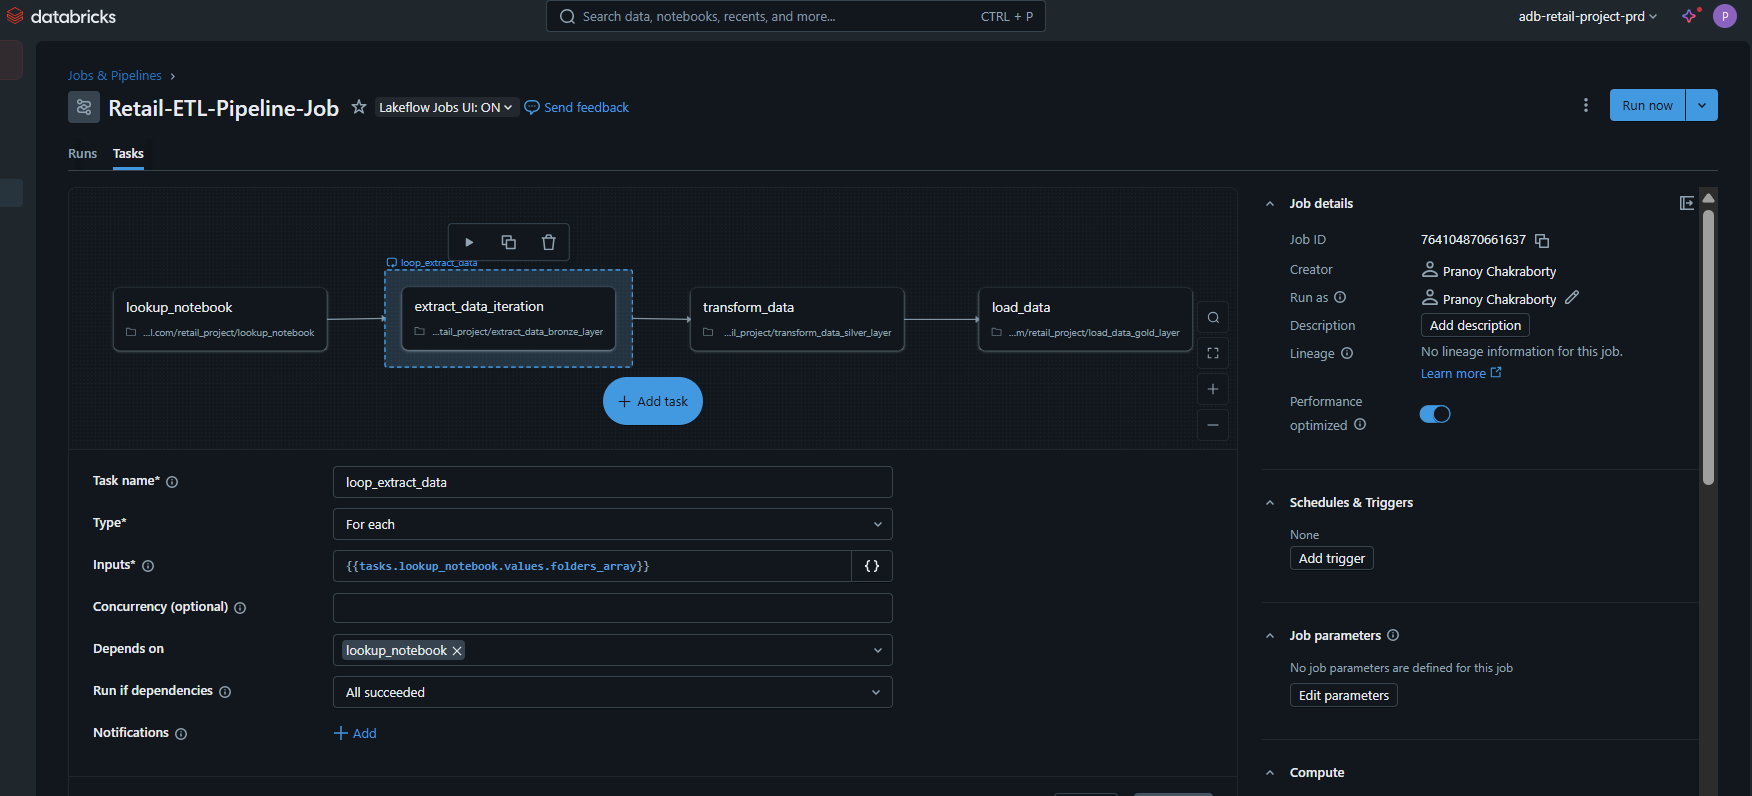 databricks
Search data, notebooks, recents, and more...
CTRL + P
adb-retail-project-prd
P
Jobs & Pipelines
Retail-ETL-Pipeline-Job
Lakeflow Jobs UI: ON
Send feedback
Run now
Runs
Tasks
loop_extract_data
lookup_notebook
...l.com/retail_project/lookup_notebook
extract_data_iteration
...tail_project/extract_data_bronze_layer
transform_data
...il_project/transform_data_silver_layer
load_data
...m/retail_project/load_data_gold_layer
+ Add task
Task name*
loop_extract_data
Type*
For each
Inputs*
{{tasks.lookup_notebook.values.folders_array}}
{}
Concurrency (optional)
Depends on
lookup_notebook
Run if dependencies
All succeeded
Notifications
+ Add
Job details
Job ID
764104870661637
Creator
Pranoy Chakraborty
Run as
Pranoy Chakraborty
Description
Add description
Lineage
No lineage information for this job.
Learn more
Performance
optimized
Schedules & Triggers
None
Add trigger
Job parameters
No job parameters are defined for this job
Edit parameters
Compute